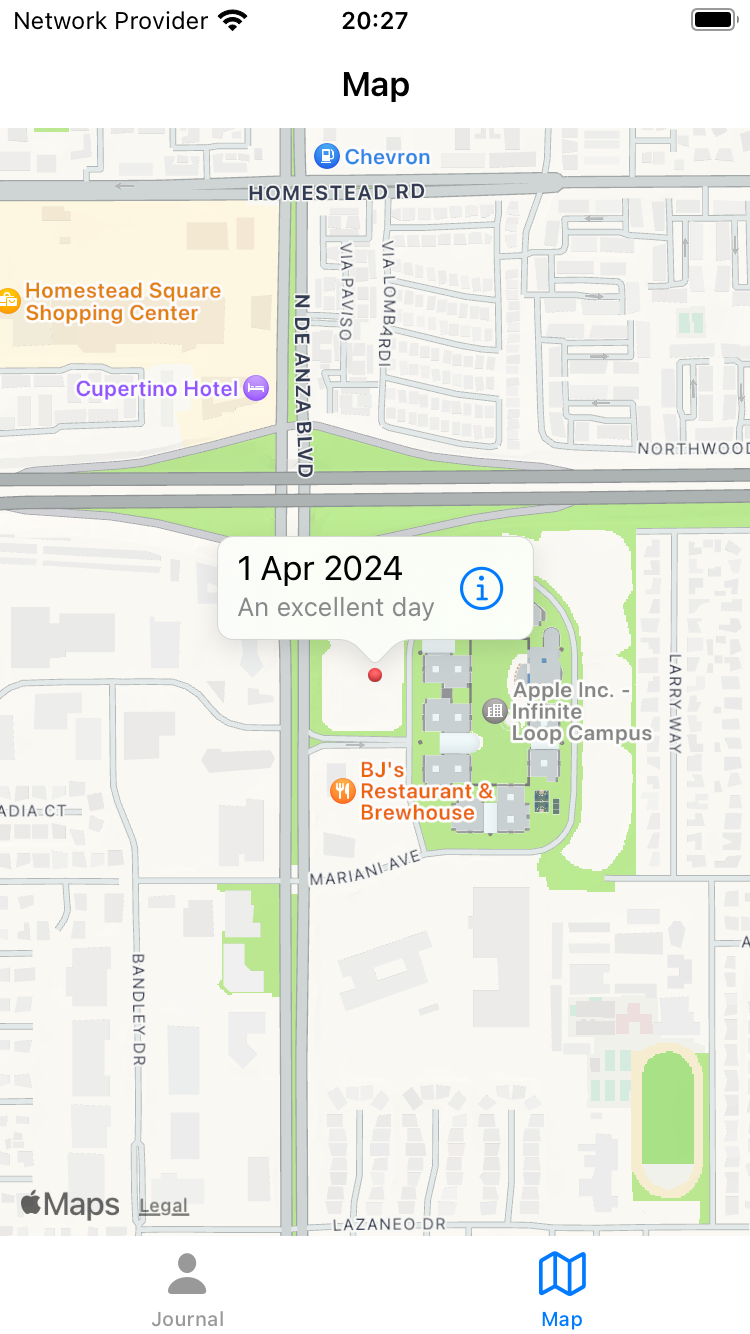 Network Provider 20:27
Map
Chevron
HOMESTEAD RD
VIA PAVISO
VIA LOMBARDI
Homestead Square
Shopping Center
N DE ANZA BLVD
Cupertino Hotel
NORTHWOOD
1 Apr 2024
An excellent day
LARRY WAY
Apple Inc. -
Infinite
Loop Campus
BJ's
Restaurant &
Brewhouse
ADIA CT
MARIANI AVE
A
BANDLEY DR
Maps Legal
LAZANEO DR
Journal Map